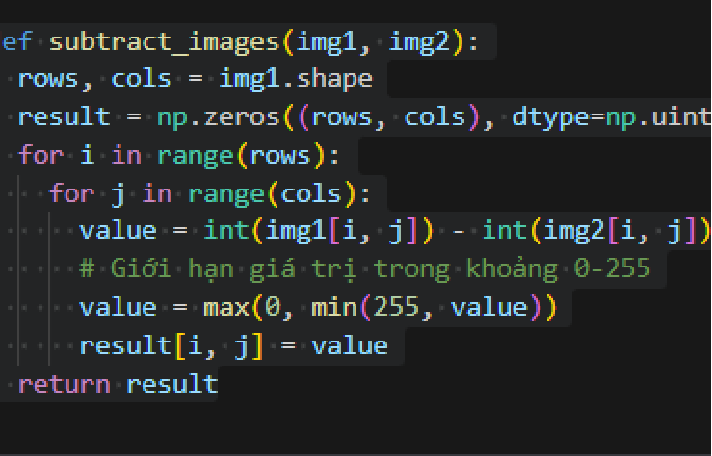 ef subtract_images(img1, img2):
rows, cols = img1.shape
result = np.zeros((rows, cols), dtype=np.uint
for i in range(rows):
for j in range(cols):
value = int(img1[i, j]) - int(img2[i, j])
# Giới hạn giá trị trong khoảng 0-255
value = max(0, min(255, value))
result[i, j] = value
return result